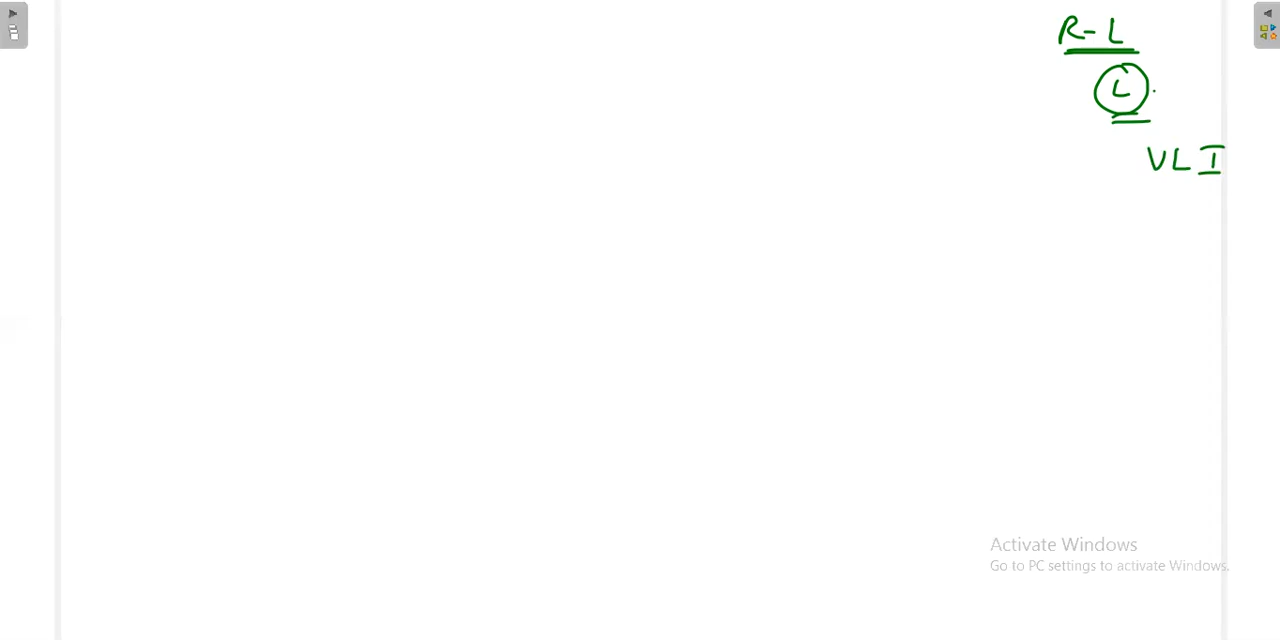 R-L
L
VLI
Activate Windows
Go to PC settings to activate Windows.